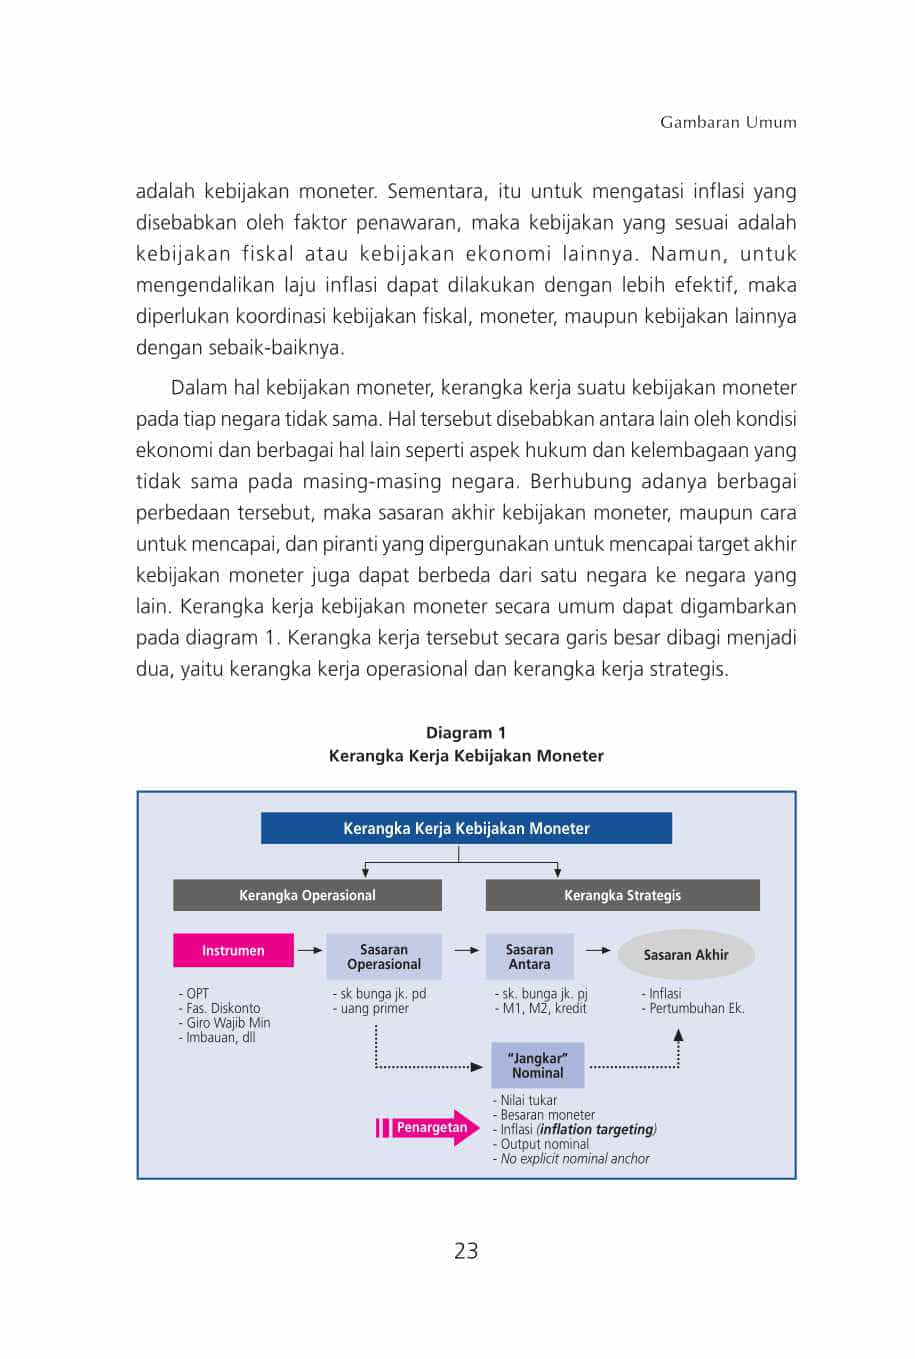 Gambaran Umum
adalah kebijakan moneter. Sementara, itu untuk mengatasi inflasi yang
disebabkan oleh faktor penawaran, maka kebijakan yang sesuai adalah
kebijakan fiskal atau kebijakan ekonomi lainnya. Namun, untuk
mengendalikan laju inflasi dapat dilakukan dengan lebih efektif, maka
diperlukan koordinasi kebijakan fiskal, moneter, maupun kebijakan lainnya
dengan sebaik-baiknya.
Dalam hal kebijakan moneter, kerangka kerja suatu kebijakan moneter
pada tiap negara tidak sama. Hal tersebut disebabkan antara lain oleh kondisi
ekonomi dan berbagai hal lain seperti aspek hukum dan kelembagaan yang
tidak sama pada masing-masing negara. Berhubung adanya berbagai
perbedaan tersebut, maka sasaran akhir kebijakan moneter, maupun cara
untuk mencapai, dan piranti yang dipergunakan untuk mencapai target akhir
kebijakan moneter juga dapat berbeda dari satu negara ke negara yang
lain. Kerangka kerja kebijakan moneter secara umum dapat digambarkan
pada diagram 1. Kerangka kerja tersebut secara garis besar dibagi menjadi
dua, yaitu kerangka kerja operasional dan kerangka kerja strategis.
Diagram 1
Kerangka Kerja Kebijakan Moneter
Kerangka Kerja Kebijakan Moneter
Kerangka Operasional
Kerangka Strategis
Instrumen
Sasaran
Operasional
Sasaran
Antara
Sasaran Akhir
- OPT
- Fas. Diskonto
- Giro Wajib Min
- Imbauan, dll
- sk bunga jk. pd
- uang primer
- sk. bunga jk. pj
- M1, M2, kredit
- Inflasi
- Pertumbuhan Ek.
“Jangkar”
Nominal
Penargetan
- Nilai tukar
- Besaran moneter
- Inflasi (inflation targeting)
- Output nominal
- No explicit nominal anchor
23